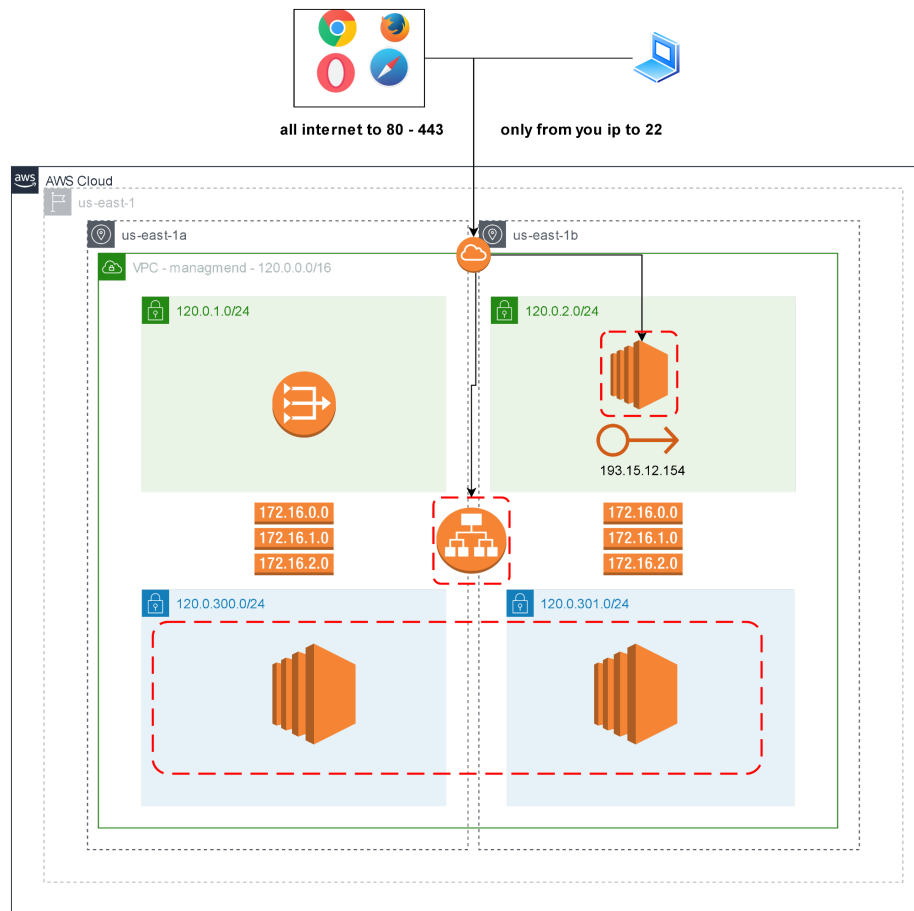 all internet to 80 - 443
only from you ip to 22
aws
AWS Cloud
us-east-1
us-east-1a
us-east-1b
VPC - managmend - 120.0.0.0/16
120.0.1.0/24
120.0.2.0/24
193.15.12.154
172.16.0.0
172.16.1.0
172.16.2.0
172.16.0.0
172.16.1.0
172.16.2.0
120.0.300.0/24
120.0.301.0/24